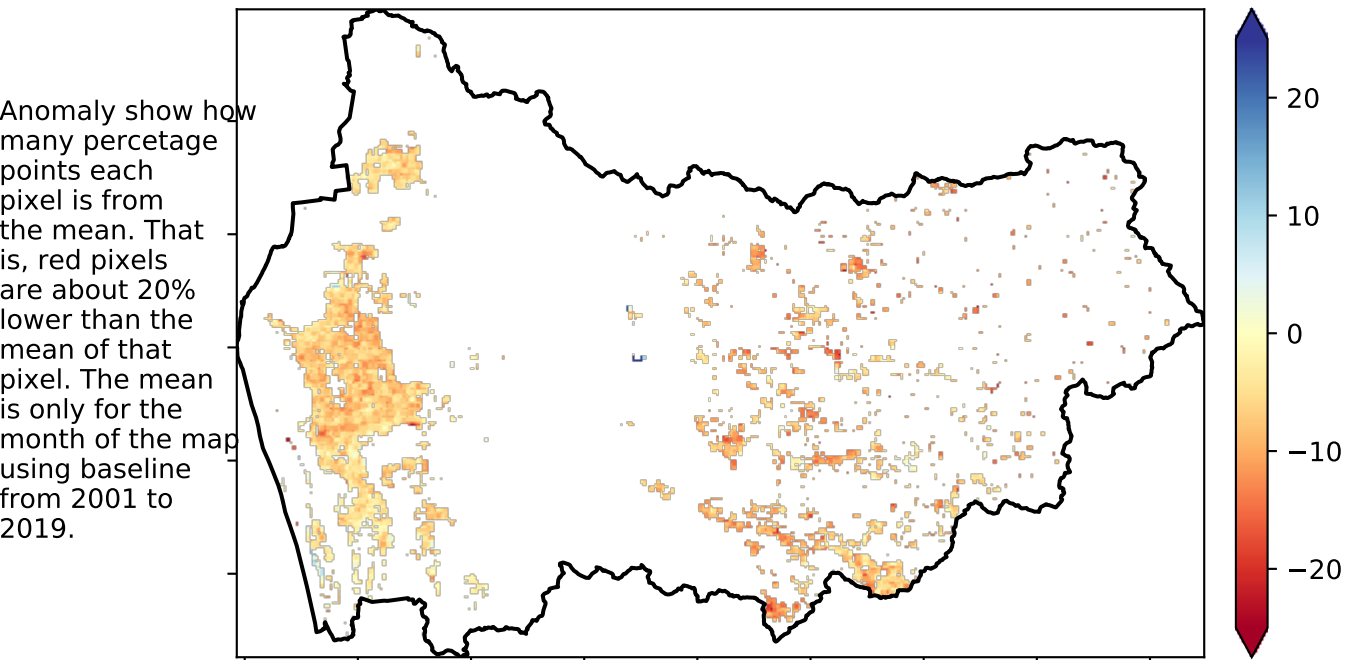 Anomaly show how
many percetage
points each
pixel is from
the mean. That
is, red pixels
are about 20%
lower than the
mean of that
pixel. The mean
is only for the
month of the map
using baseline
from 2001 to
2019.
20
10
0
−10
−20